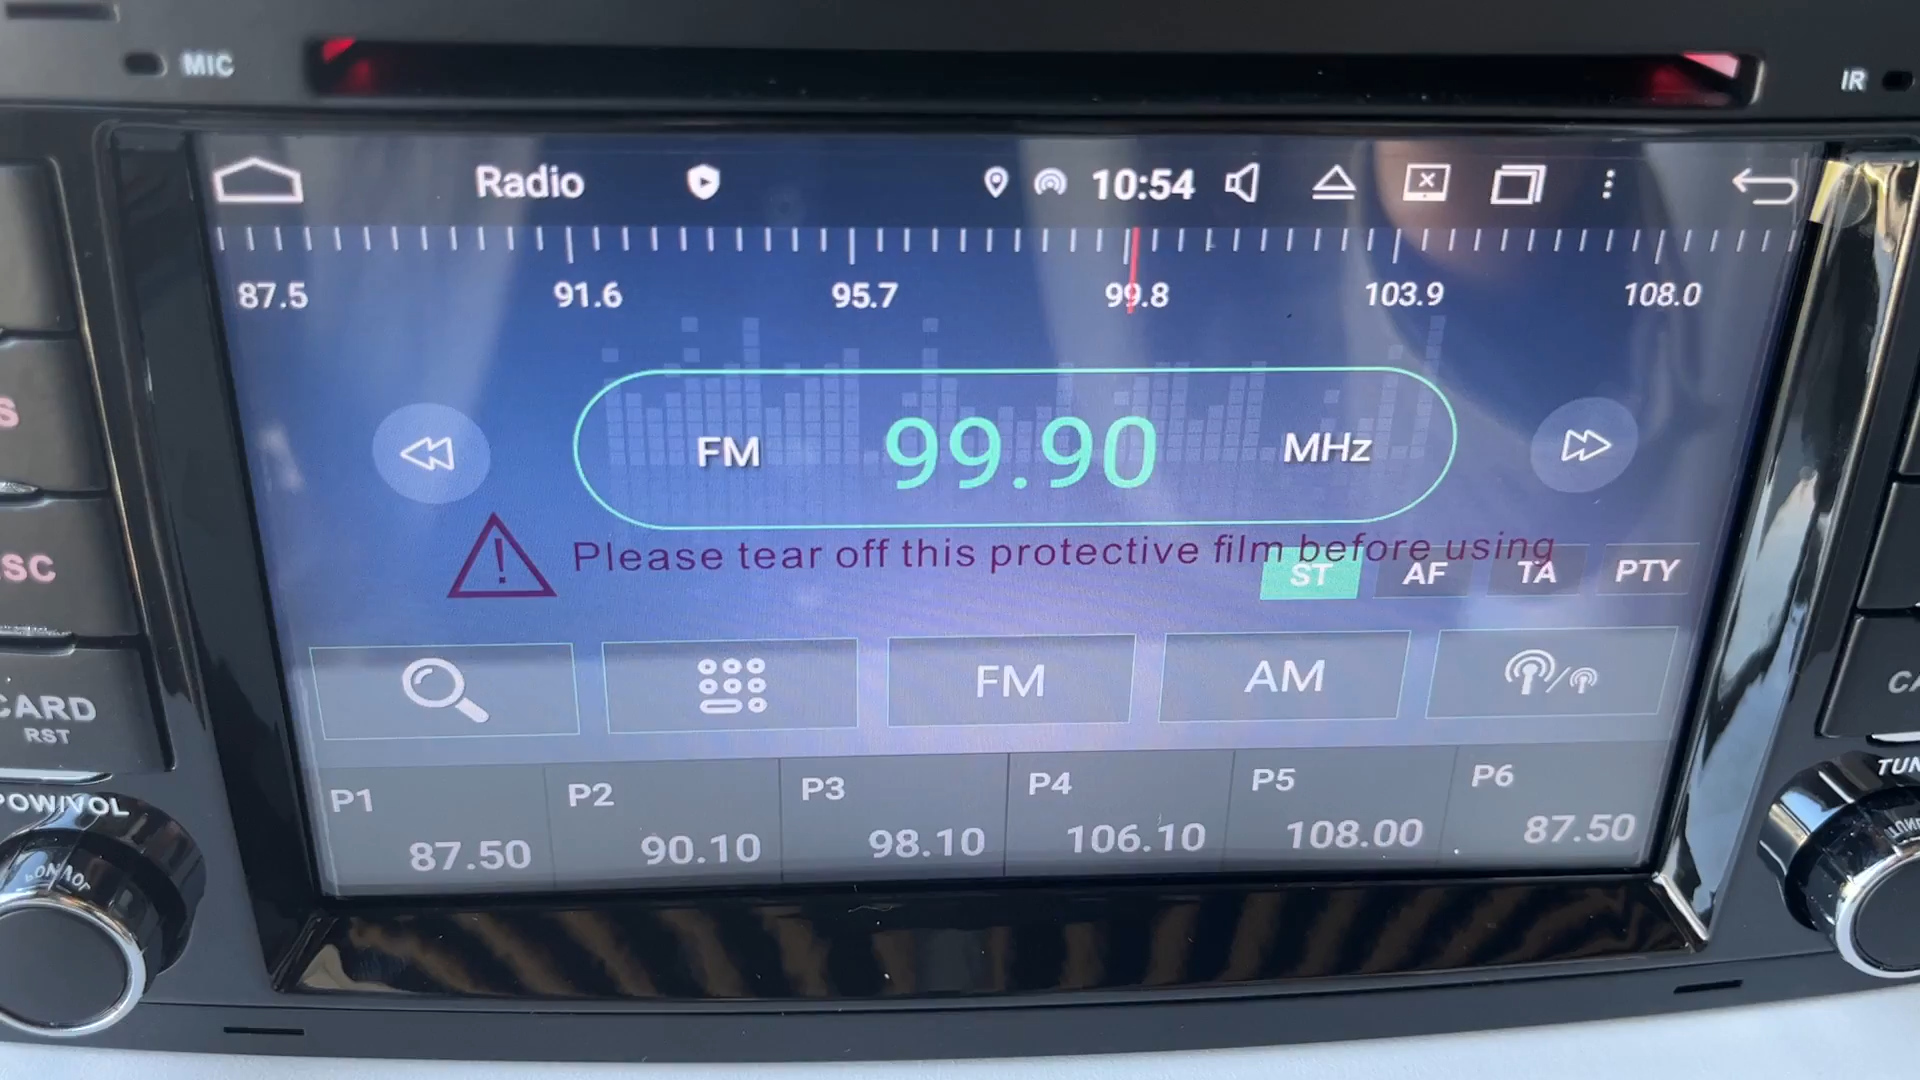 MIC
IR
Radio
10:54
87.5 91.6 95.7 99.8 103.9 108.0
FM 99.90 MHz
Please tear off this protective film before using
ST AF TA PTY
FM AM
P1 P2 P3 P4 P5 P6
87.50 90.10 98.10 106.10 108.00 87.50
S
SC
CARD
RST
POW/VOL
CA
TUN